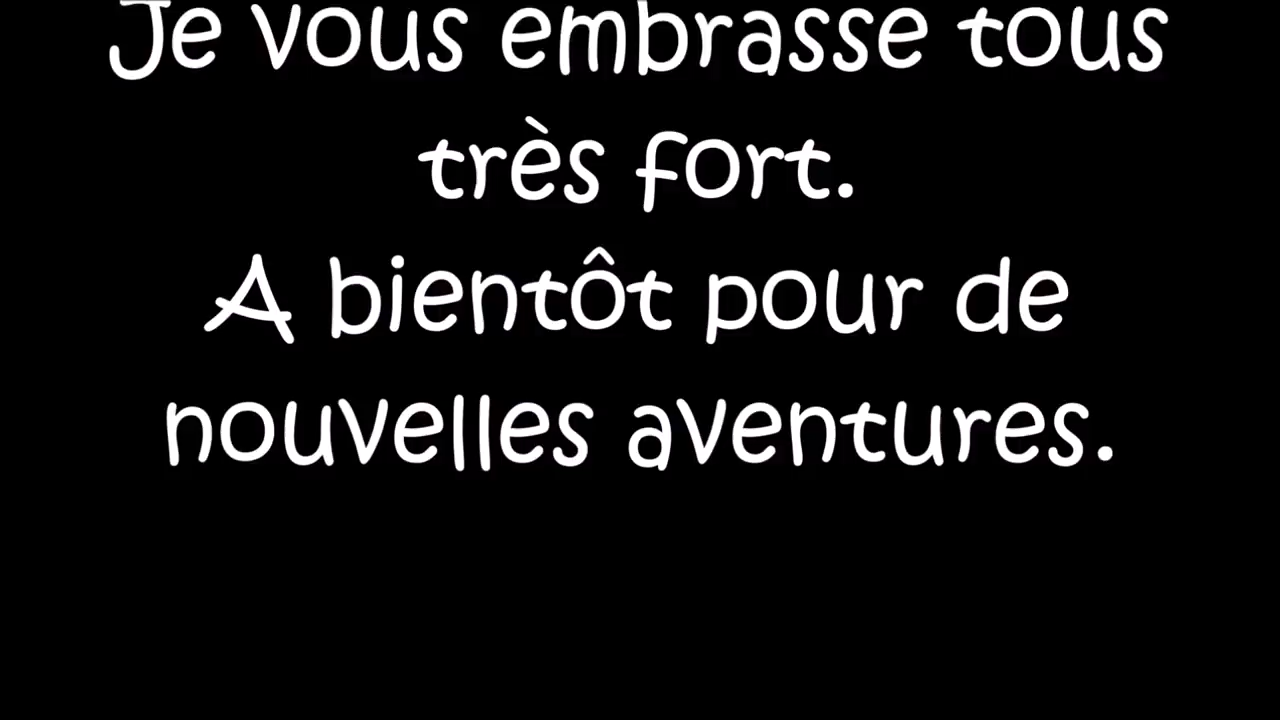 Je vous embrasse tous
très fort.
A bientôt pour de
nouvelles aventures.